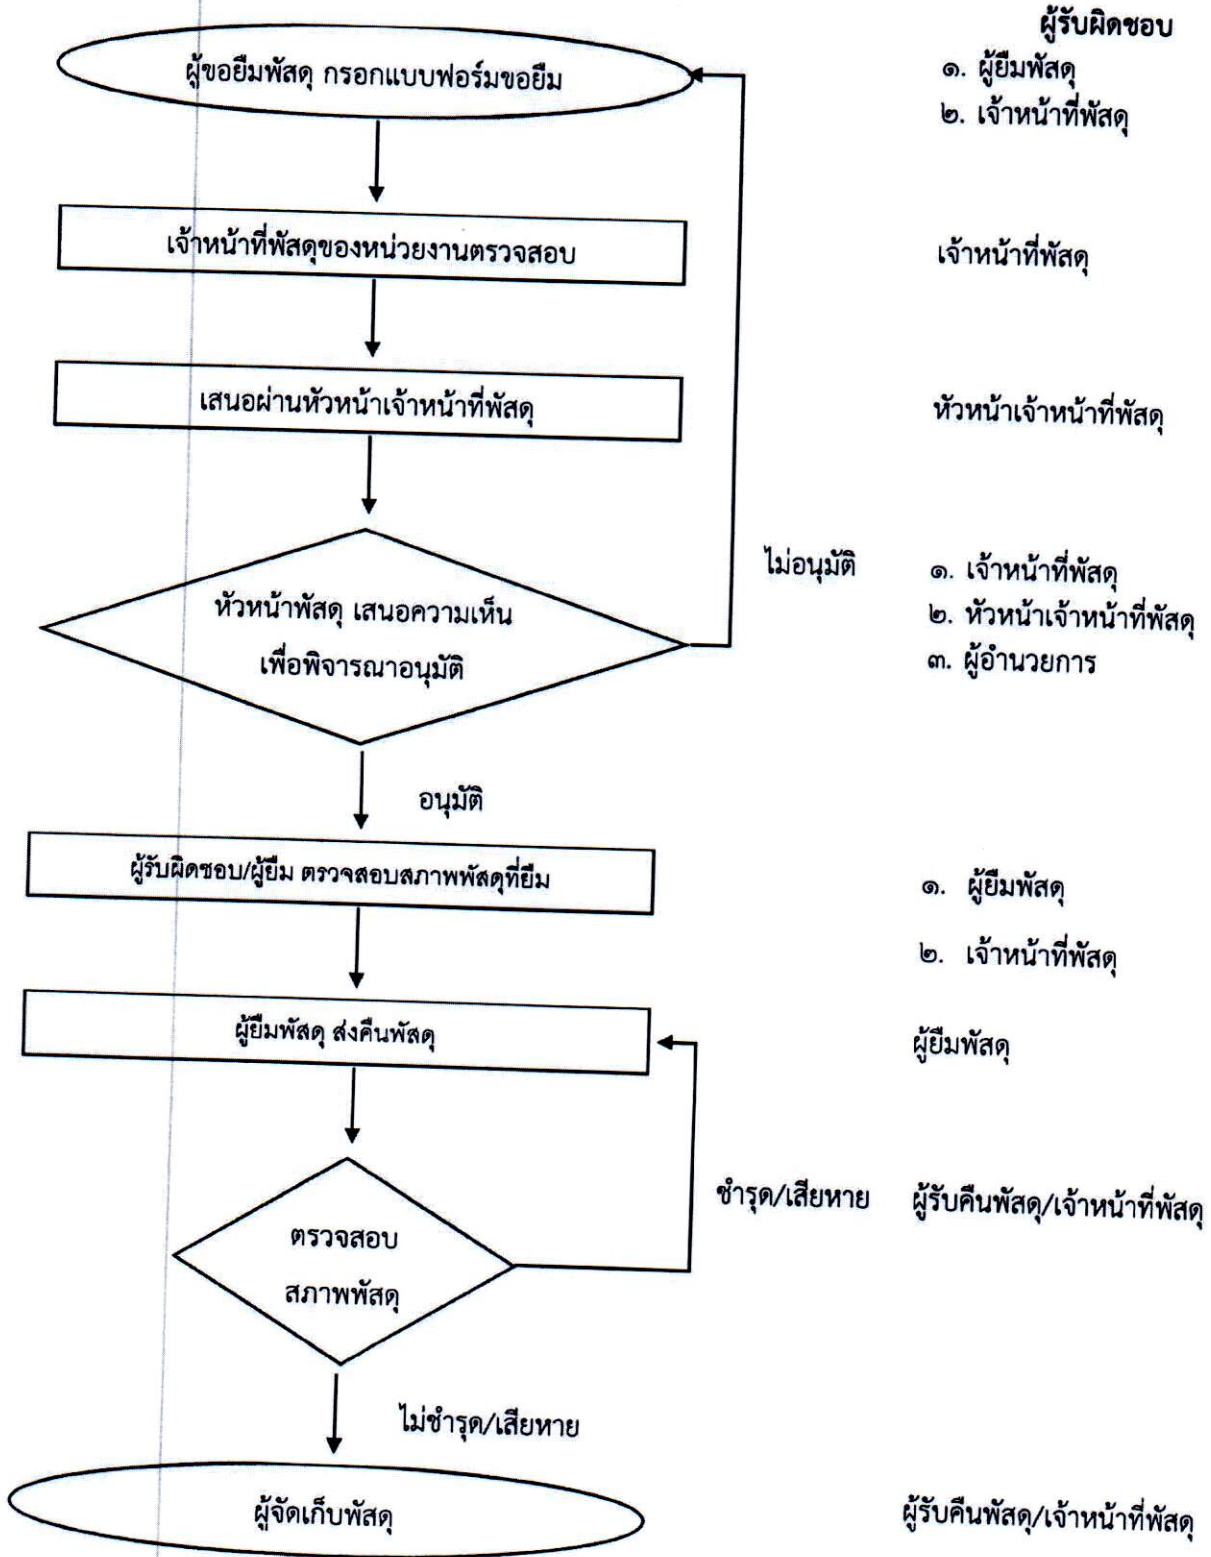 ผู้รับผิดชอบ
ผู้ขอยืมพัสดุ กรอกแบบฟอร์มขอยืม
๑. ผู้ยืมพัสดุ
๒. เจ้าหน้าที่พัสดุ
เจ้าหน้าที่พัสดุของหน่วยงานตรวจสอบ
เจ้าหน้าที่พัสดุ
เสนอผ่านหัวหน้าเจ้าหน้าที่พัสดุ
หัวหน้าเจ้าหน้าที่พัสดุ
หัวหน้าพัสดุ เสนอความเห็น
เพื่อพิจารณาอนุมัติ
ไม่อนุมัติ
๑. เจ้าหน้าที่พัสดุ
๒. หัวหน้าเจ้าหน้าที่พัสดุ
๓. ผู้อำนวยการ
อนุมัติ
ผู้รับผิดชอบ/ผู้ยืม ตรวจสอบสภาพพัสดุที่ยืม
๑. ผู้ยืมพัสดุ
๒. เจ้าหน้าที่พัสดุ
ผู้ยืมพัสดุ ส่งคืนพัสดุ
ผู้ยืมพัสดุ
ตรวจสอบ
สภาพพัสดุ
ชำรุด/เสียหาย
ผู้รับคืนพัสดุ/เจ้าหน้าที่พัสดุ
ไม่ชำรุด/เสียหาย
ผู้จัดเก็บพัสดุ
ผู้รับคืนพัสดุ/เจ้าหน้าที่พัสดุ